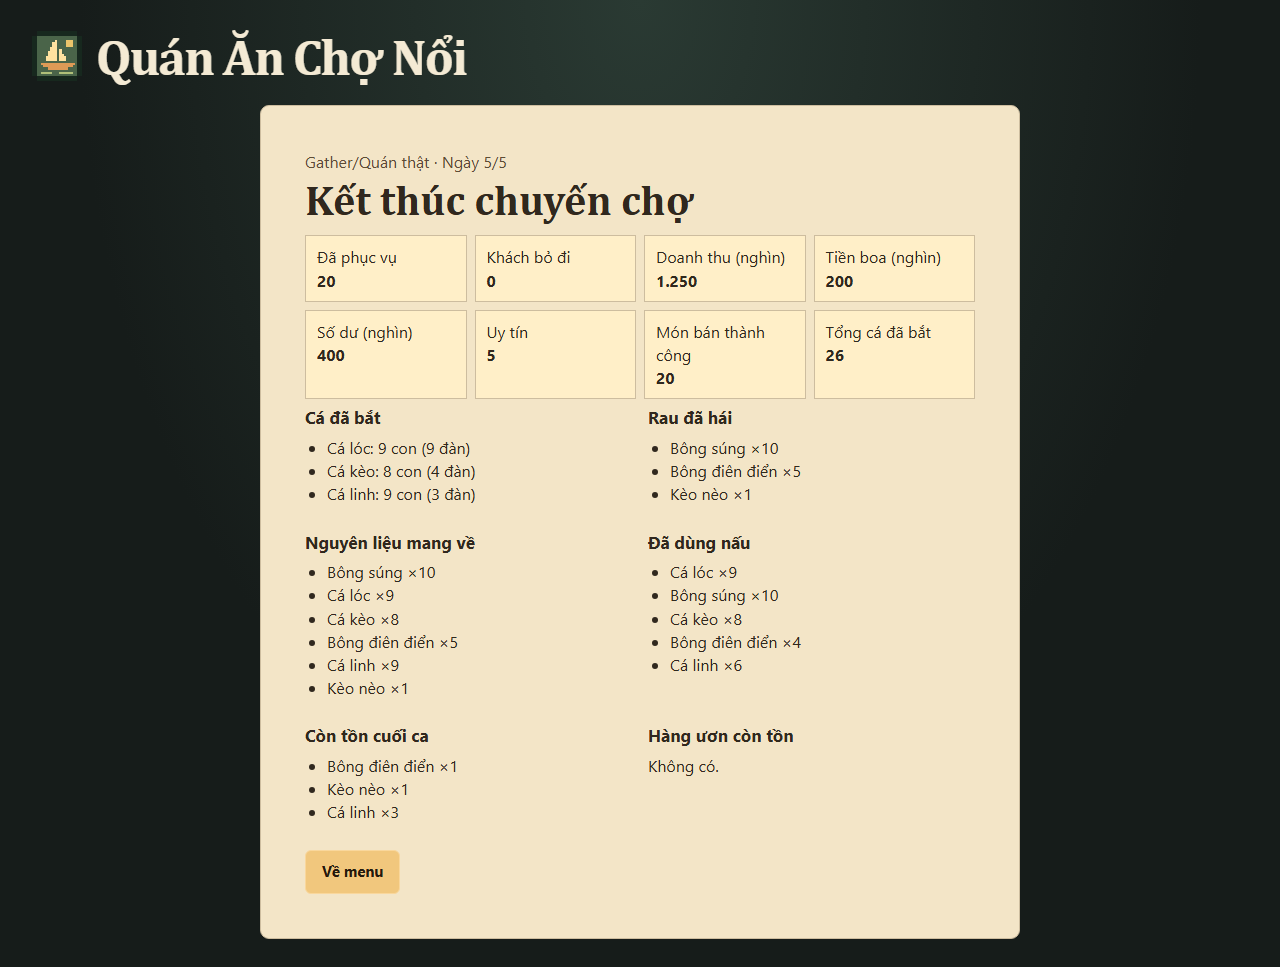 Quán Ăn Chợ Nổi
Gather/Quán thật · Ngày 5/5
Kết thúc chuyến chợ
Đã phục vụ
20
Khách bỏ đi
0
Doanh thu (nghìn)
1.250
Tiền boa (nghìn)
200
Số dư (nghìn)
400
Uy tín
5
Món bán thành
công
20
Tổng cá đã bắt
26
Cá đã bắt
Cá lóc: 9 con (9 đàn)
Cá kèo: 8 con (4 đàn)
Cá linh: 9 con (3 đàn)
Rau đã hái
Bông súng ×10
Bông điên điển ×5
Kèo nèo ×1
Nguyên liệu mang về
Bông súng ×10
Cá lóc ×9
Cá kèo ×8
Bông điên điển ×5
Cá linh ×9
Kèo nèo ×1
Đã dùng nấu
Cá lóc ×9
Bông súng ×10
Cá kèo ×8
Bông điên điển ×4
Cá linh ×6
Còn tồn cuối ca
Bông điên điển ×1
Kèo nèo ×1
Cá linh ×3
Hàng ươn còn tồn
Không có.
Về menu